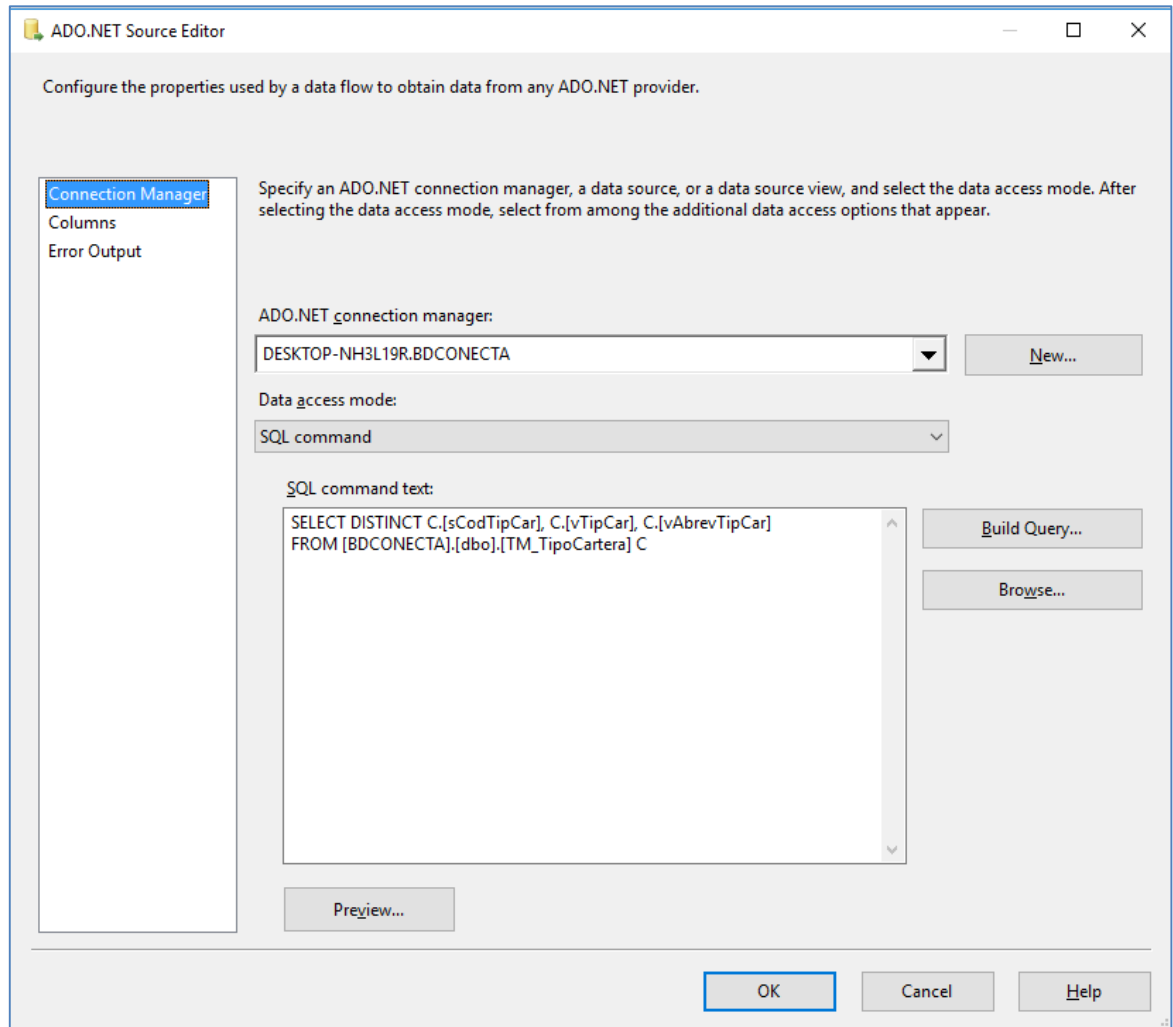 ADO.NET Source Editor
Configure the properties used by a data flow to obtain data from any ADO.NET provider.
Connection Manager
Columns
Error Output
Specify an ADO.NET connection manager, a data source, or a data source view, and select the data access mode. After
selecting the data access mode, select from among the additional data access options that appear.
ADO.NET connection manager:
DESKTOP-NH3L19R.BDCONECTA
New...
Data access mode:
SQL command
SQL command text:
SELECT DISTINCT C.[sCodTipCar], C.[vTipCar], C.[vAbrevTipCar]
FROM [BDCONECTA].[dbo].[TM_TipoCartera] C
Build Query...
Browse...
Preview...
OK
Cancel
Help